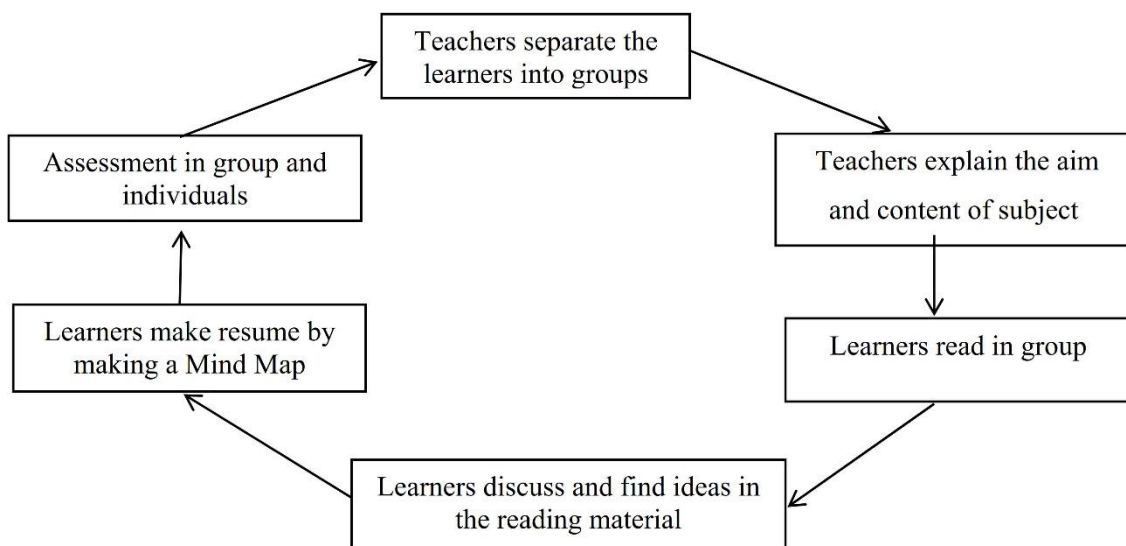 Teachers separate the
learners into groups
Teachers explain the aim
and content of subject
Learners read in group
Learners discuss and find ideas in
the reading material
Learners make resume by
making a Mind Map
Assessment in group and
individuals